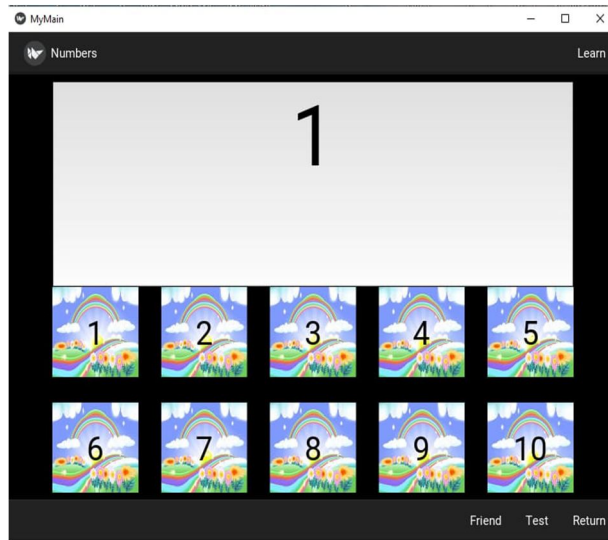 MyMain
Numbers Learn
1
1 2 3 4 5
6 7 8 9 10
Friend Test Return